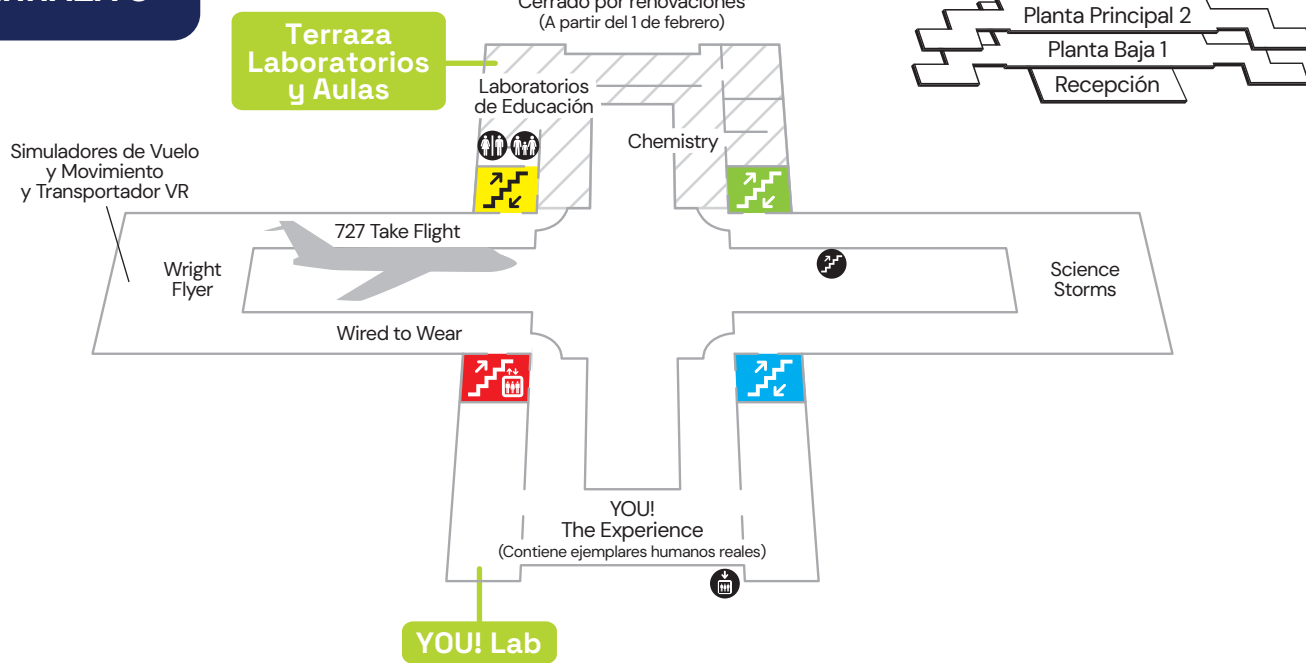 Cerrado por renovaciones
(A partir del 1 de febrero)
Planta Principal 2
Planta Baja 1
Recepción
Terraza
Laboratorios
y Aulas
Laboratorios
de Educación
Chemistry
Simuladores de Vuelo
y Movimiento
y Transportador VR
727 Take Flight
Wright
Flyer
Science
Storms
Wired to Wear
YOU!
The Experience
(Contiene ejemplares humanos reales)
YOU! Lab